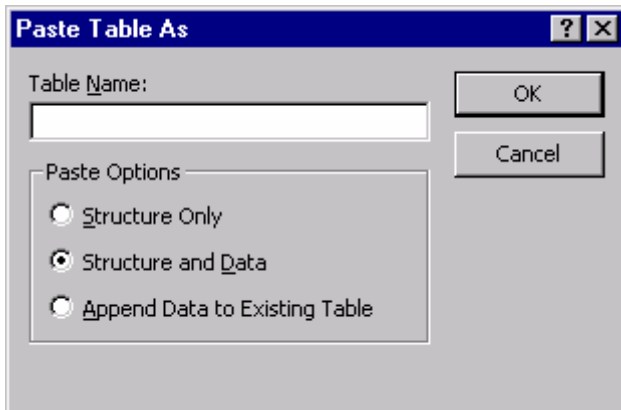 Paste Table As
Table Name:
OK
Cancel
Paste Options
Structure Only
Structure and Data
Append Data to Existing Table